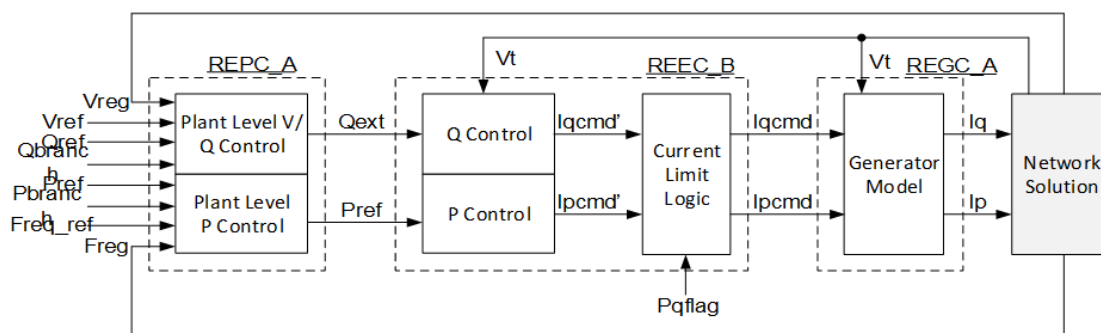 REPC_A
REEC_B
REGC_A
Vt
Vt
Vreg
Vref
Qref
Qbranc
h
Pref
Pbranc
h
Freq_ref
Freg
Plant Level V/
Q Control
Plant Level
P Control
Qext
Pref
Q Control
P Control
Iqcmd’
Ipcmd’
Current
Limit
Logic
Pqflag
Iqcmd
Ipcmd
Generator
Model
Iq
Ip
Network
Solution